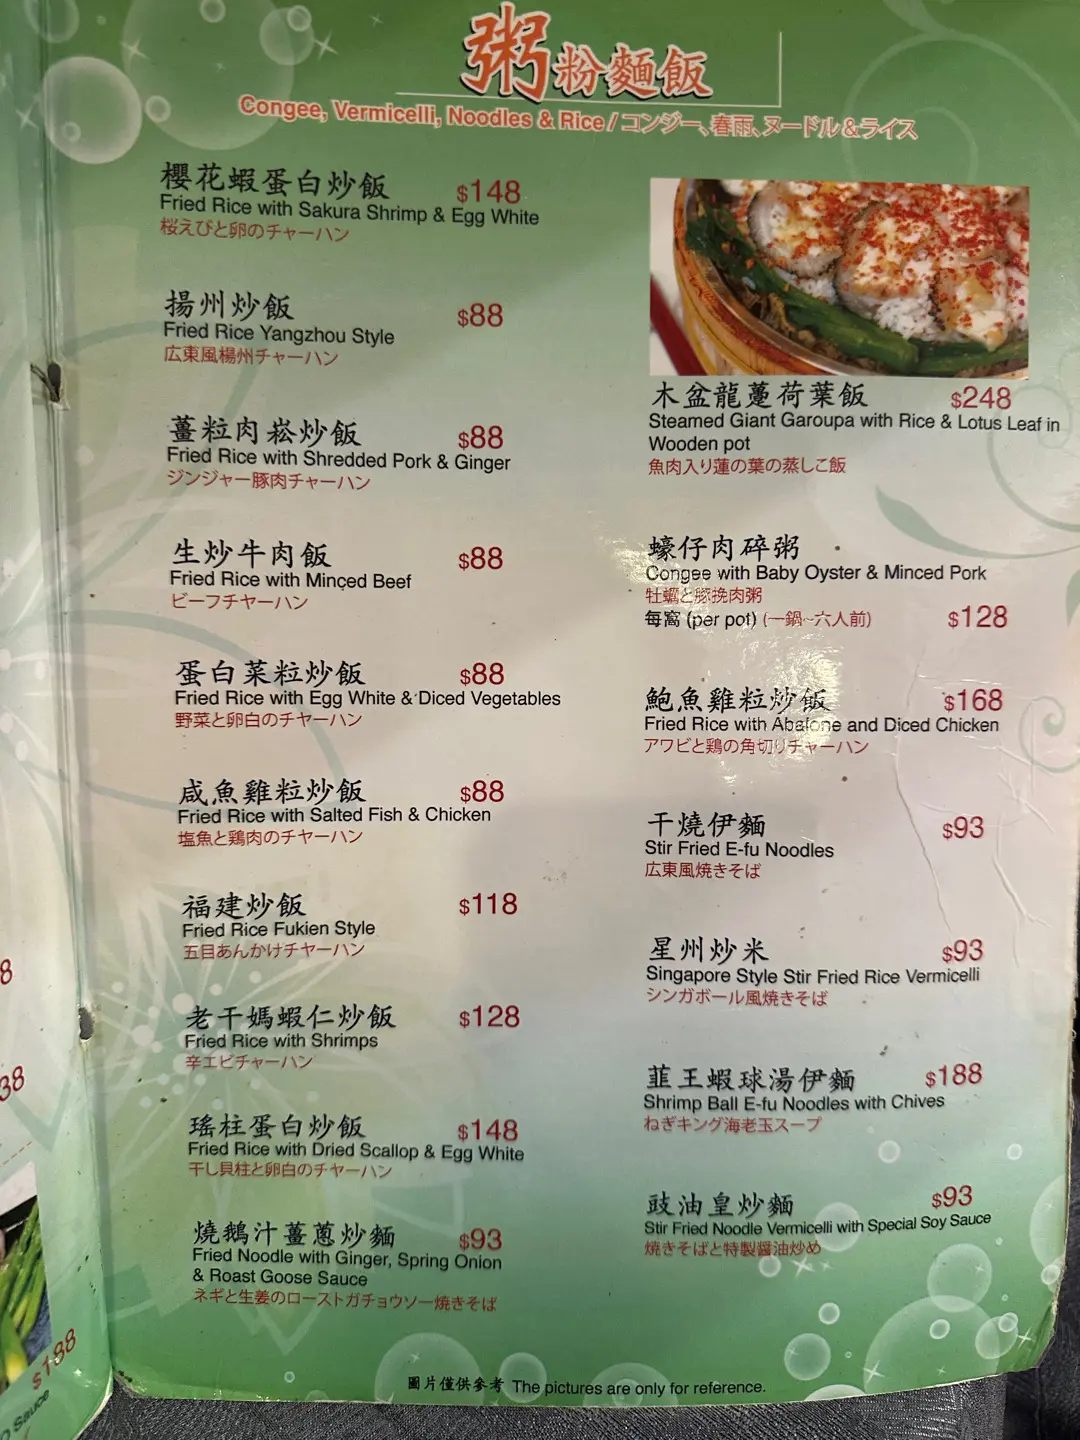 粥粉麵飯
Congee, Vermicelli, Noodles & Rice / コンジー、春雨、ヌードル&ライス
櫻花蝦蛋白炒飯 $148
Fried Rice with Sakura Shrimp & Egg White
桜えびと卵のチャーハン
揚州炒飯 $88
Fried Rice Yangzhou Style
広東風楊州チャーハン
薑粒肉崧炒飯 $88
Fried Rice with Shredded Pork & Ginger
ジンジャー豚肉チャーハン
生炒牛肉飯 $88
Fried Rice with Minced Beef
ビーフチヤーハン
蛋白菜粒炒飯 $88
Fried Rice with Egg White & Diced Vegetables
野菜と卵白のチャーハン
咸魚雞粒炒飯 $88
Fried Rice with Salted Fish & Chicken
塩魚と鶏肉のチヤーハン
福建炒飯 $118
Fried Rice Fukien Style
五目あんかけチヤーハン
老干媽蝦仁炒飯 $128
Fried Rice with Shrimps
辛エビチャーハン
瑤柱蛋白炒飯 $148
Fried Rice with Dried Scallop & Egg White
干し貝柱と卵白のチヤーハン
燒鵝汁薑蔥炒麵 $93
Fried Noodle with Ginger, Spring Onion
& Roast Goose Sauce
ネギと生姜のローストガチョウソー焼きそば
木盆龍躉荷葉飯 $248
Steamed Giant Garoupa with Rice & Lotus Leaf in
Wooden pot
魚肉入り蓮の葉の蒸しご飯
蠔仔肉碎粥
Congee with Baby Oyster & Minced Pork
牡蠣と豚挽肉粥
每窩 (per pot) (一鍋~六人前) $128
鮑魚雞粒炒飯 $168
Fried Rice with Abalone and Diced Chicken
アワビと鶏の角切りチャーハン
干燒伊麵 $93
Stir Fried E-fu Noodles
広東風焼きそば
星州炒米 $93
Singapore Style Stir Fried Rice Vermicelli
シンガポール風焼きそば
韮王蝦球湯伊麵 $188
Shrimp Ball E-fu Noodles with Chives
ねぎキング海老玉スープ
豉油皇炒麵 $93
Stir Fried Noodle Vermicelli with Special Soy Sauce
焼きそばと特製醤油炒め
圖片僅供參考 The pictures are only for reference.
8
38
$188
Sauce